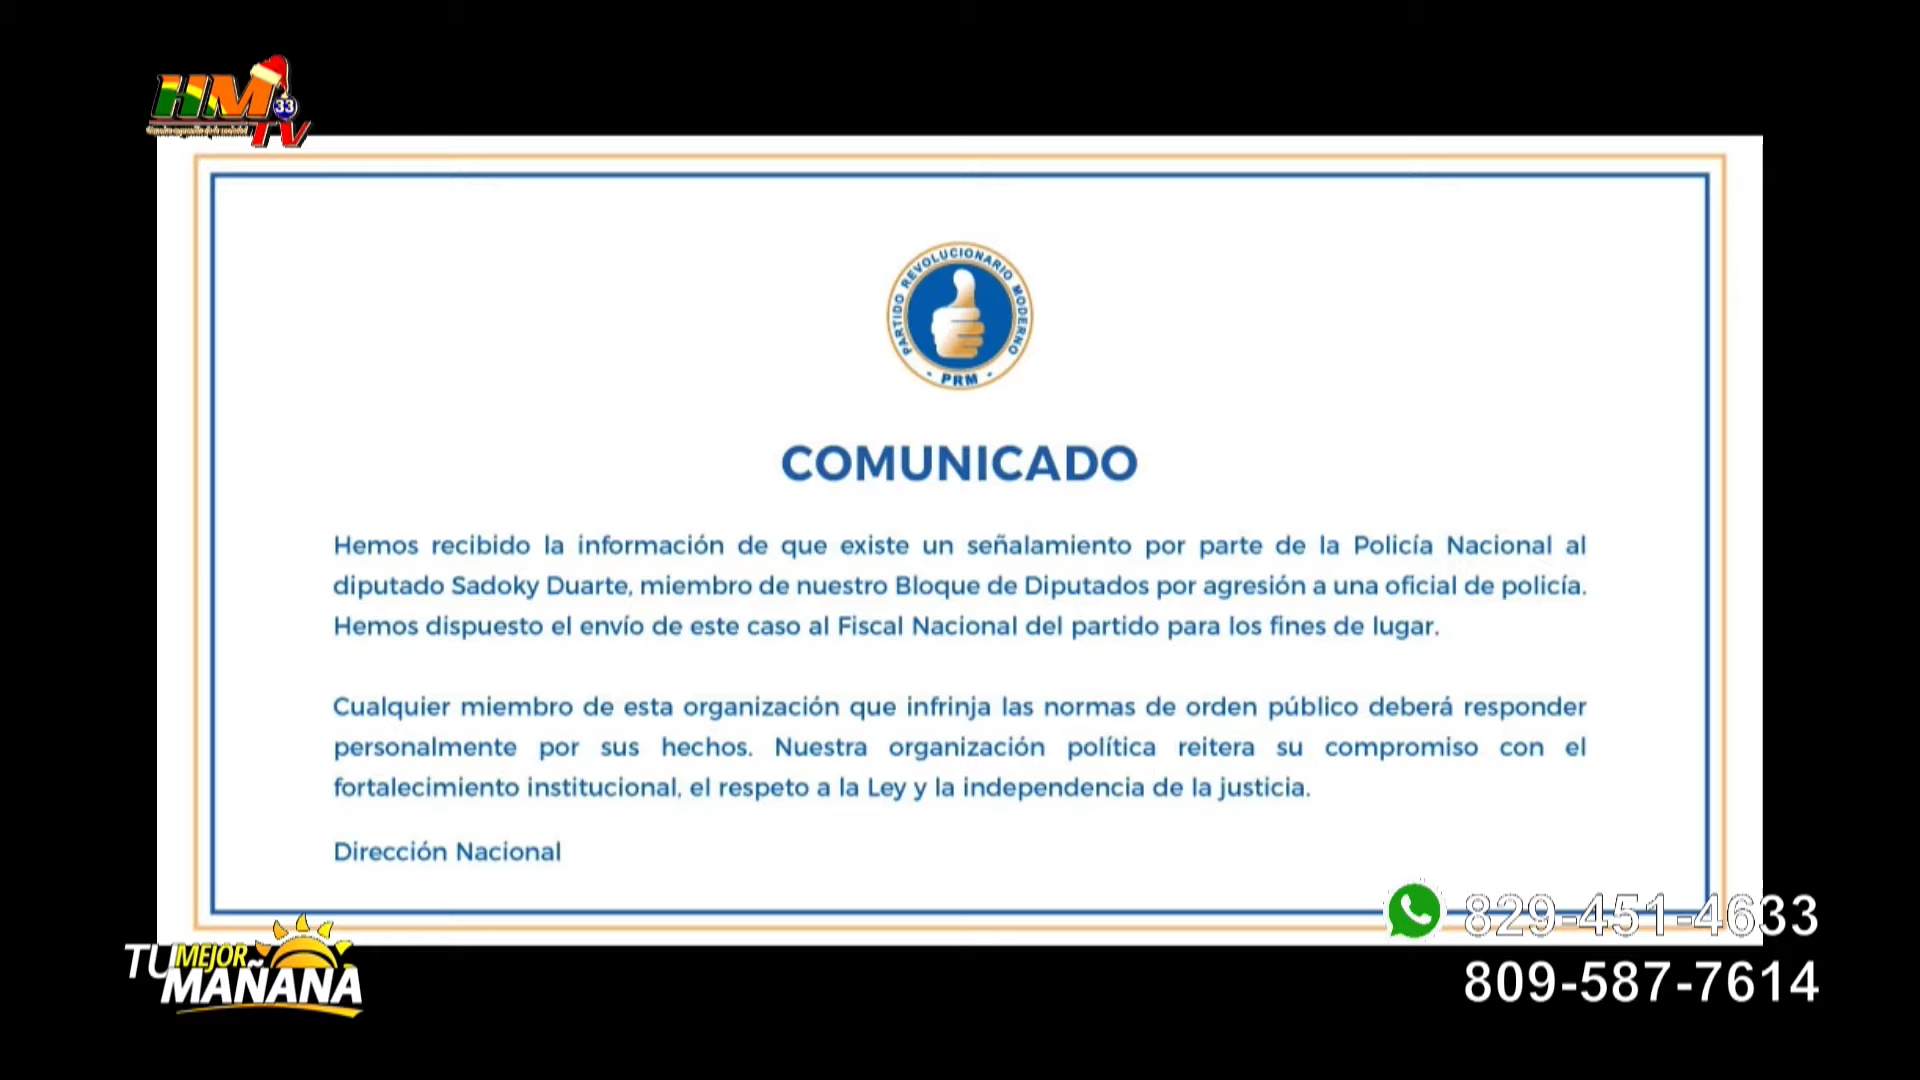 HM
33
TV
PARTIDO REVOLUCIONARIO MODERNO
- PRM -
COMUNICADO
Hemos recibido la información de que existe un señalamiento por parte de la Policía Nacional al
diputado Sadoky Duarte, miembro de nuestro Bloque de Diputados por agresión a una oficial de policía.
Hemos dispuesto el envío de este caso al Fiscal Nacional del partido para los fines de lugar.
Cualquier miembro de esta organización que infrinja las normas de orden público deberá responder
personalmente por sus hechos. Nuestra organización política reitera su compromiso con el
fortalecimiento institucional, el respeto a la Ley y la independencia de la justicia.
Dirección Nacional
829-451-4633
809-587-7614
TU MEJOR
MAÑANA